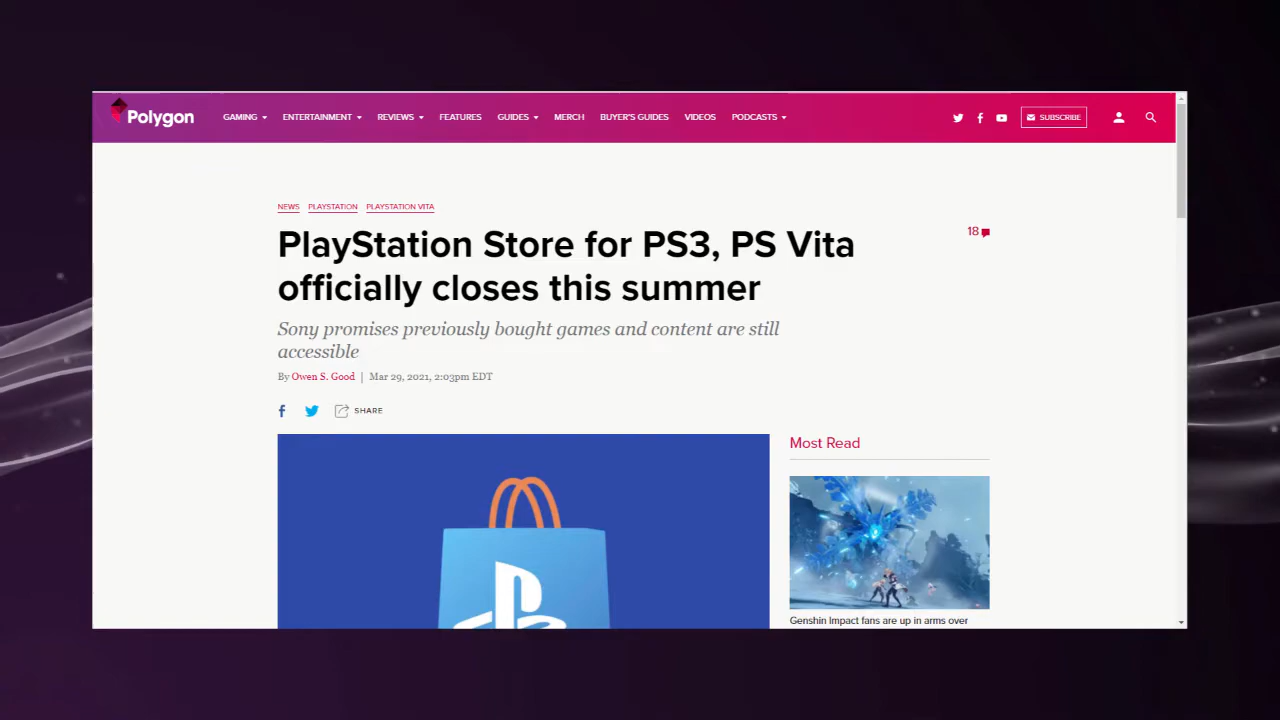 Polygon
GAMING ENTERTAINMENT REVIEWS FEATURES GUIDES MERCH BUYER'S GUIDES VIDEOS PODCASTS SUBSCRIBE
NEWS PLAYSTATION PLAYSTATION VITA
PlayStation Store for PS3, PS Vita
officially closes this summer
18
Sony promises previously bought games and content are still
accessible
By Owen S. Good | Mar 29, 2021, 2:03pm EDT
SHARE
Most Read
Genshin Impact fans are up in arms over